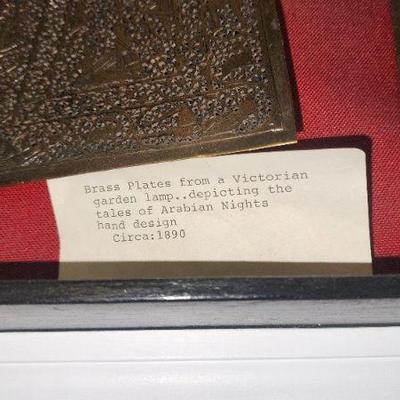 Brass Plates from a Victorian
garden lamp..depicting the
tales of Arabian Nights
hand design
Circa:1890